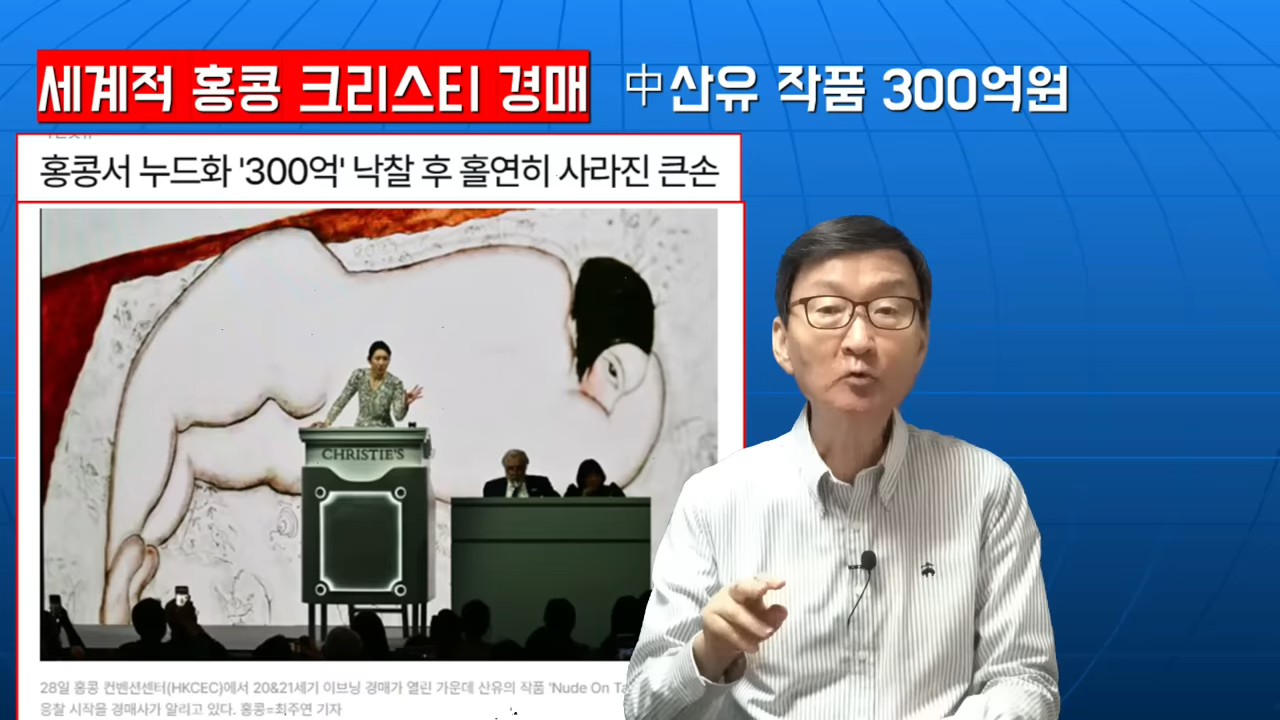 세계적 홍콩 크리스티 경매 中산유 작품 300억원
홍콩서 누드화 '300억' 낙찰 후 홀연히 사라진 큰손
CHRISTIE'S
28일 홍콩 컨벤션센터(HKCEC)에서 20&21세기 이브닝 경매가 열린 가운데 산유의 작품 'Nude On Ta
응찰 시작을 경매사가 알리고 있다. 홍콩=최주연 기자